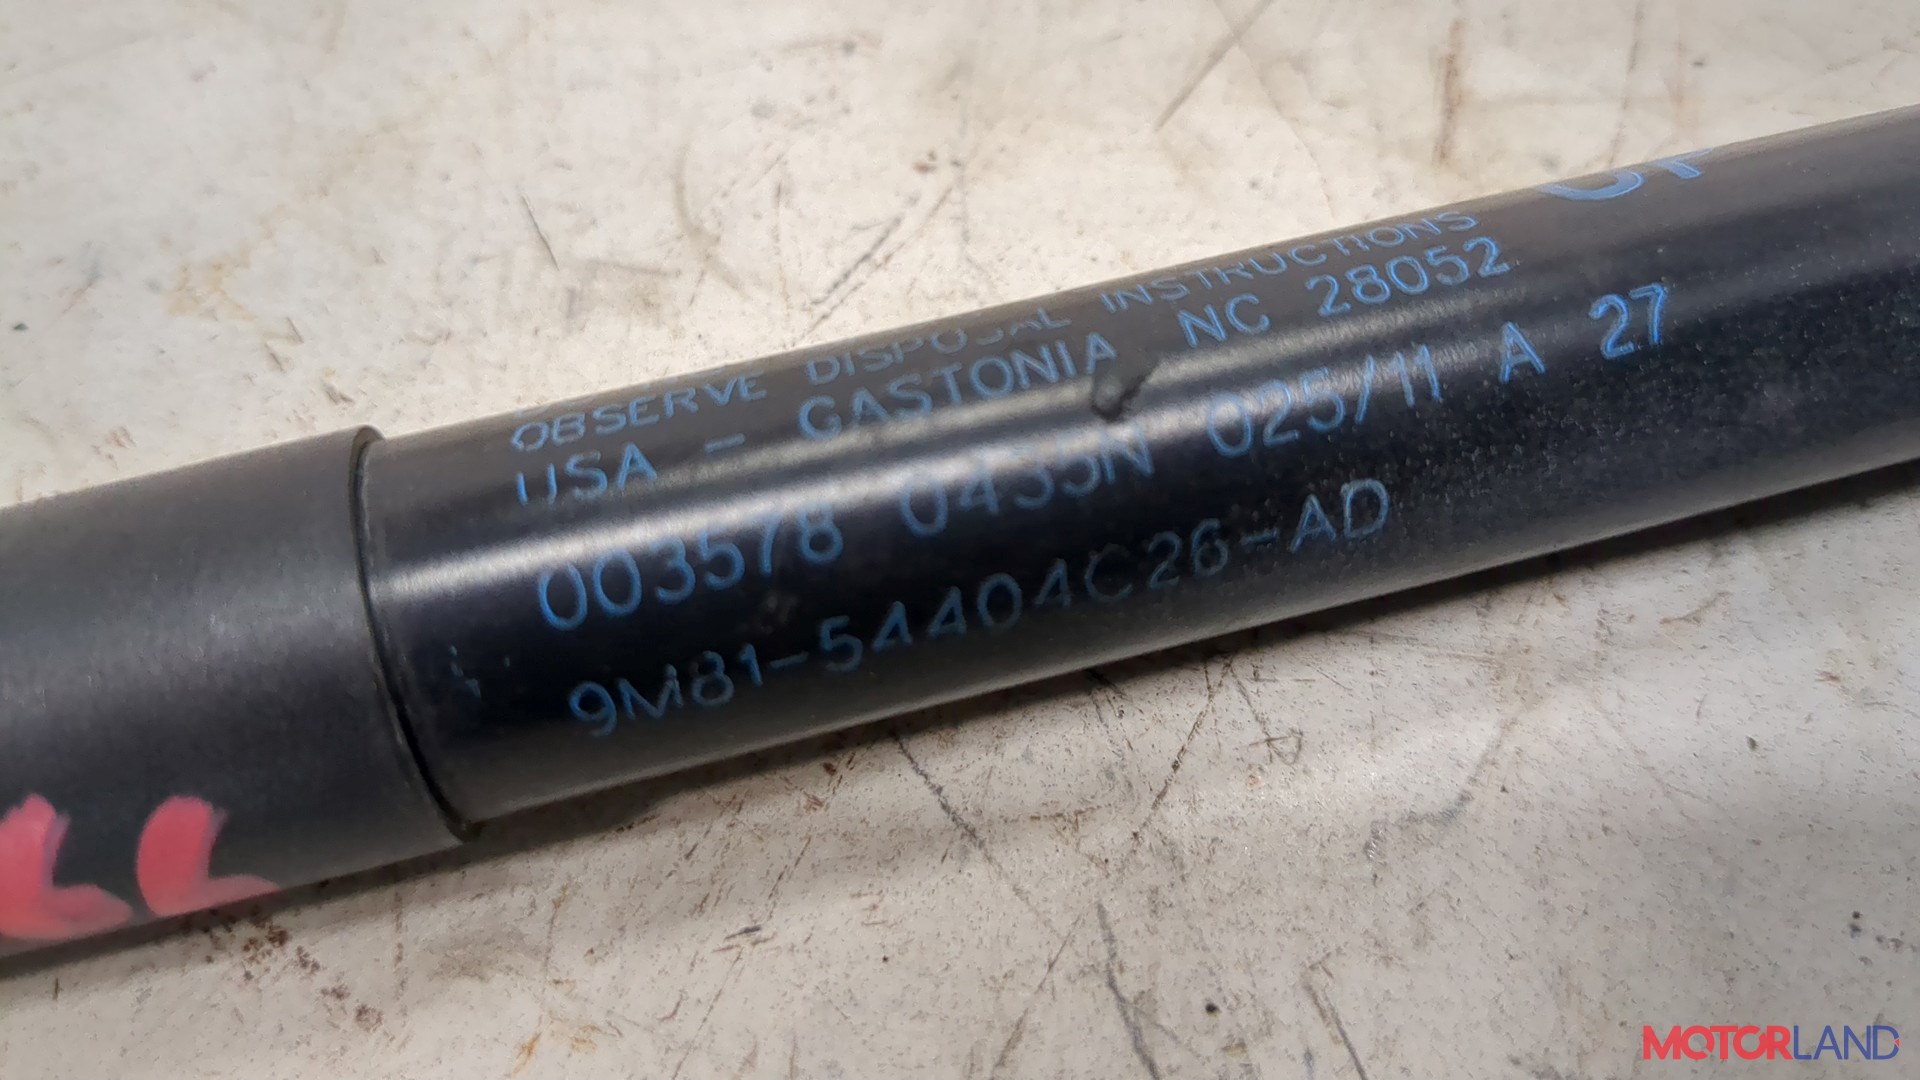 OBSERVE DISPOSAL INSTRUCTIONS
USA - GASTONIA NC 28052
003578 0435N 025/11 A 27
9M81-54404C26-AD
MOTORLAND